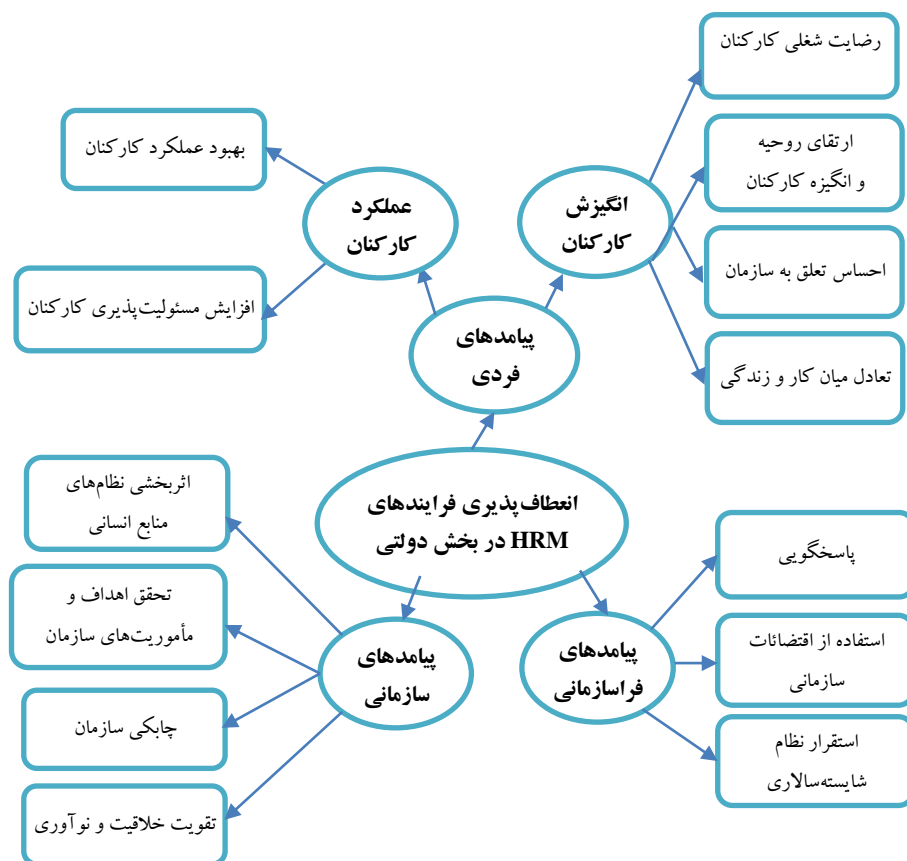 رضایت شغلی کارکنان
ارتقای روحیه
و انگیزه کارکنان
احساس تعلق به سازمان
تعادل میان کار و زندگی
انگیزش
کارکنان
عملکرد
کارکنان
بهبود عملکرد کارکنان
افزایش مسئولیت‌پذیری کارکنان
پیامدهای
فردی
انعطاف‌پذیری فرایندهای
HRM در بخش دولتی
پیامدهای
فراسازمانی
پاسخگویی
استفاده از اقتضائات
سازمانی
استقرار نظام
شایسته‌سالاری
پیامدهای
سازمانی
اثربخشی نظام‌های
منابع انسانی
تحقق اهداف و
مأموریت‌های سازمان
چابکی سازمان
تقویت خلاقیت و نوآوری